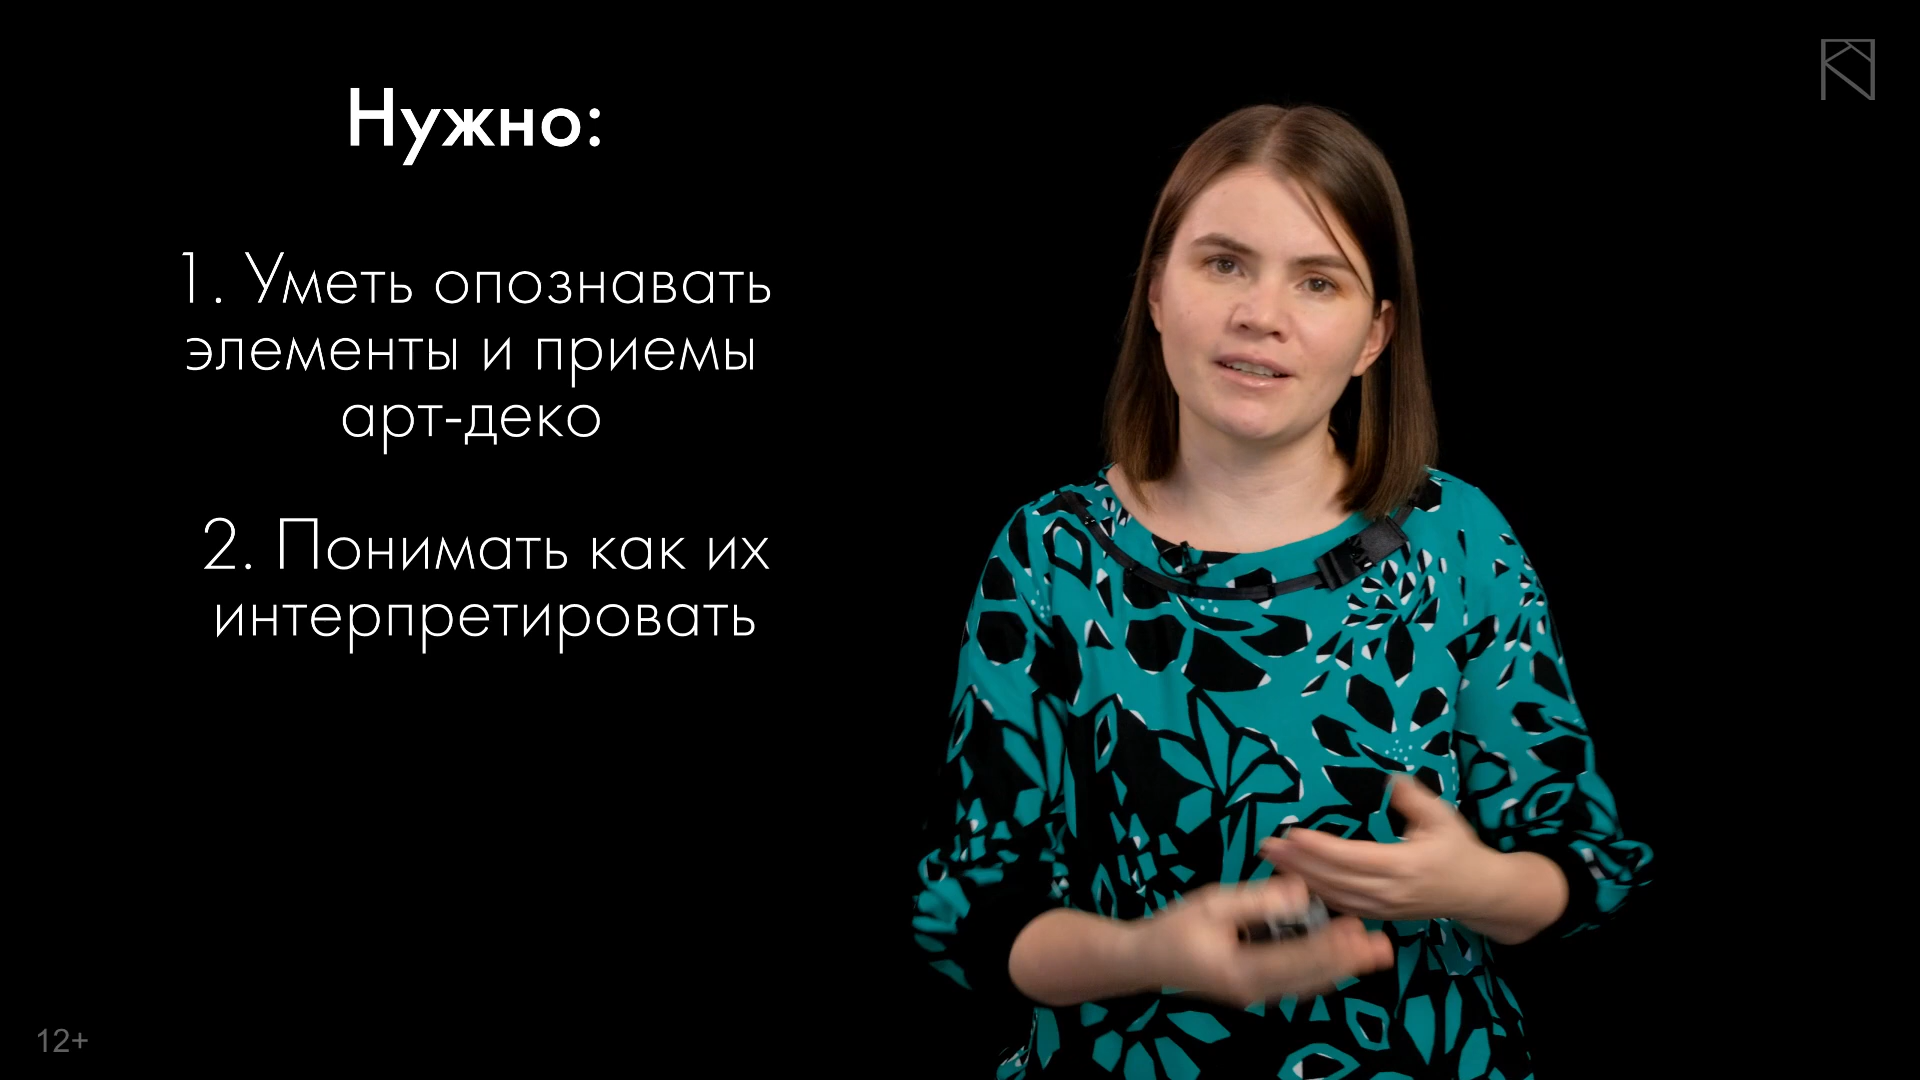 Нужно:
1. Уметь опознавать
элементы и приемы
арт-деко
2. Понимать как их
интерпретировать
12+